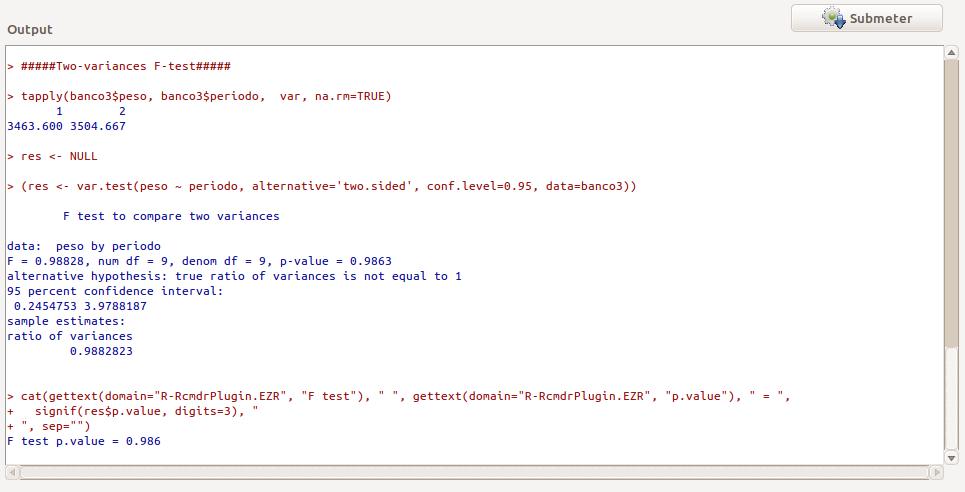 Output
Submeter
> #####Two-variances F-test#####
> tapply(banco3$peso, banco3$periodo,  var, na.rm=TRUE)
       1        2
3463.600 3504.667
> res <- NULL
> (res <- var.test(peso ~ periodo, alternative='two.sided', conf.level=0.95, data=banco3))
        F test to compare two variances
data:  peso by periodo
F = 0.98828, num df = 9, denom df = 9, p-value = 0.9863
alternative hypothesis: true ratio of variances is not equal to 1
95 percent confidence interval:
 0.2454753 3.9788187
sample estimates:
ratio of variances
         0.9882823
> cat(gettext(domain="R-RcmdrPlugin.EZR", "F test"), " ", gettext(domain="R-RcmdrPlugin.EZR", "p.value"), " = ",
+   signif(res$p.value, digits=3), "
+ ", sep="")
F test p.value = 0.986